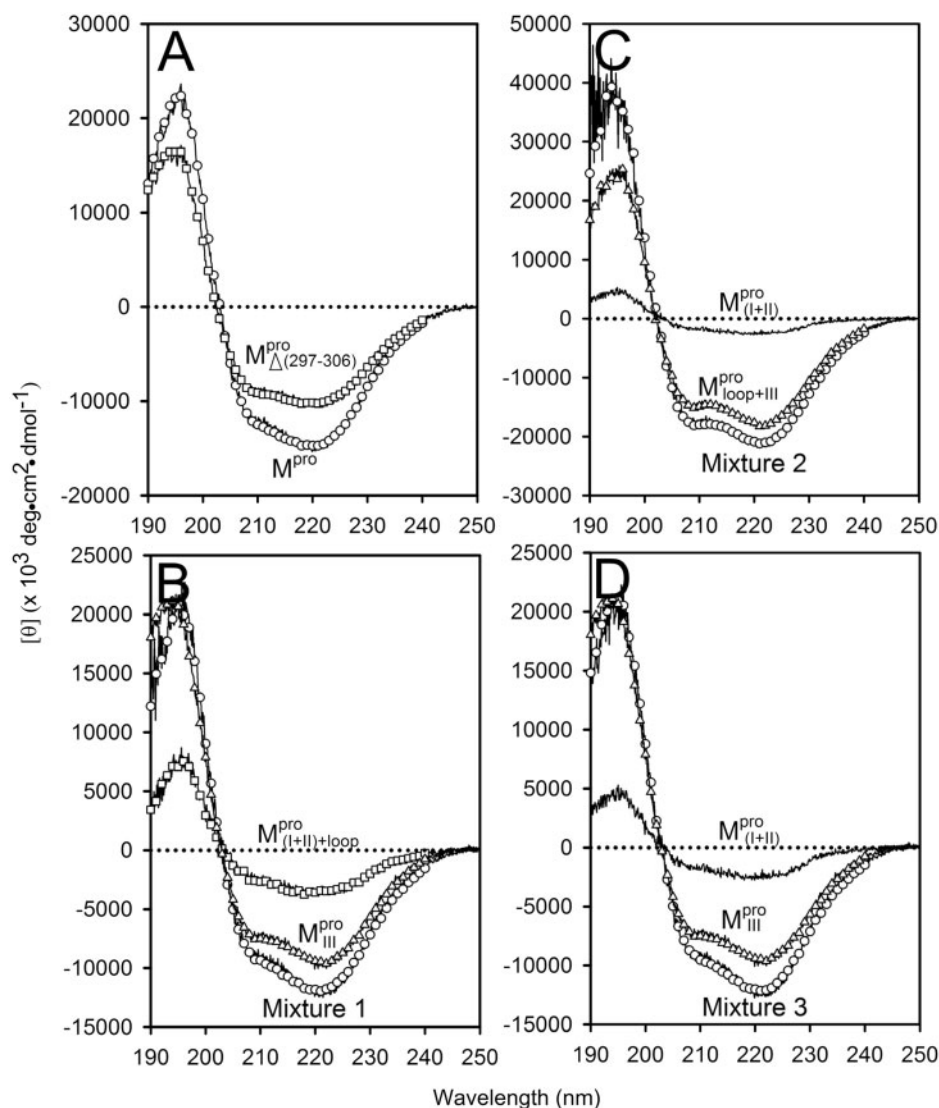 A
30000
20000
10000
0
-10000
-20000
190 200 210 220 230 240 250
M^pro_Δ(297-306)
M^pro
C
50000
40000
30000
20000
10000
0
-10000
-20000
-30000
190 200 210 220 230 240 250
M^pro_(I+II)
M^pro_loop+III
Mixture 2
B
25000
20000
15000
10000
5000
0
-5000
-10000
-15000
190 200 210 220 230 240 250
M^pro_(I+II)+loop
M^pro_III
Mixture 1
D
25000
20000
15000
10000
5000
0
-5000
-10000
-15000
190 200 210 220 230 240 250
M^pro_(I+II)
M^pro_III
Mixture 3
[θ] (x 10³ deg•cm²•dmol⁻¹)
Wavelength (nm)